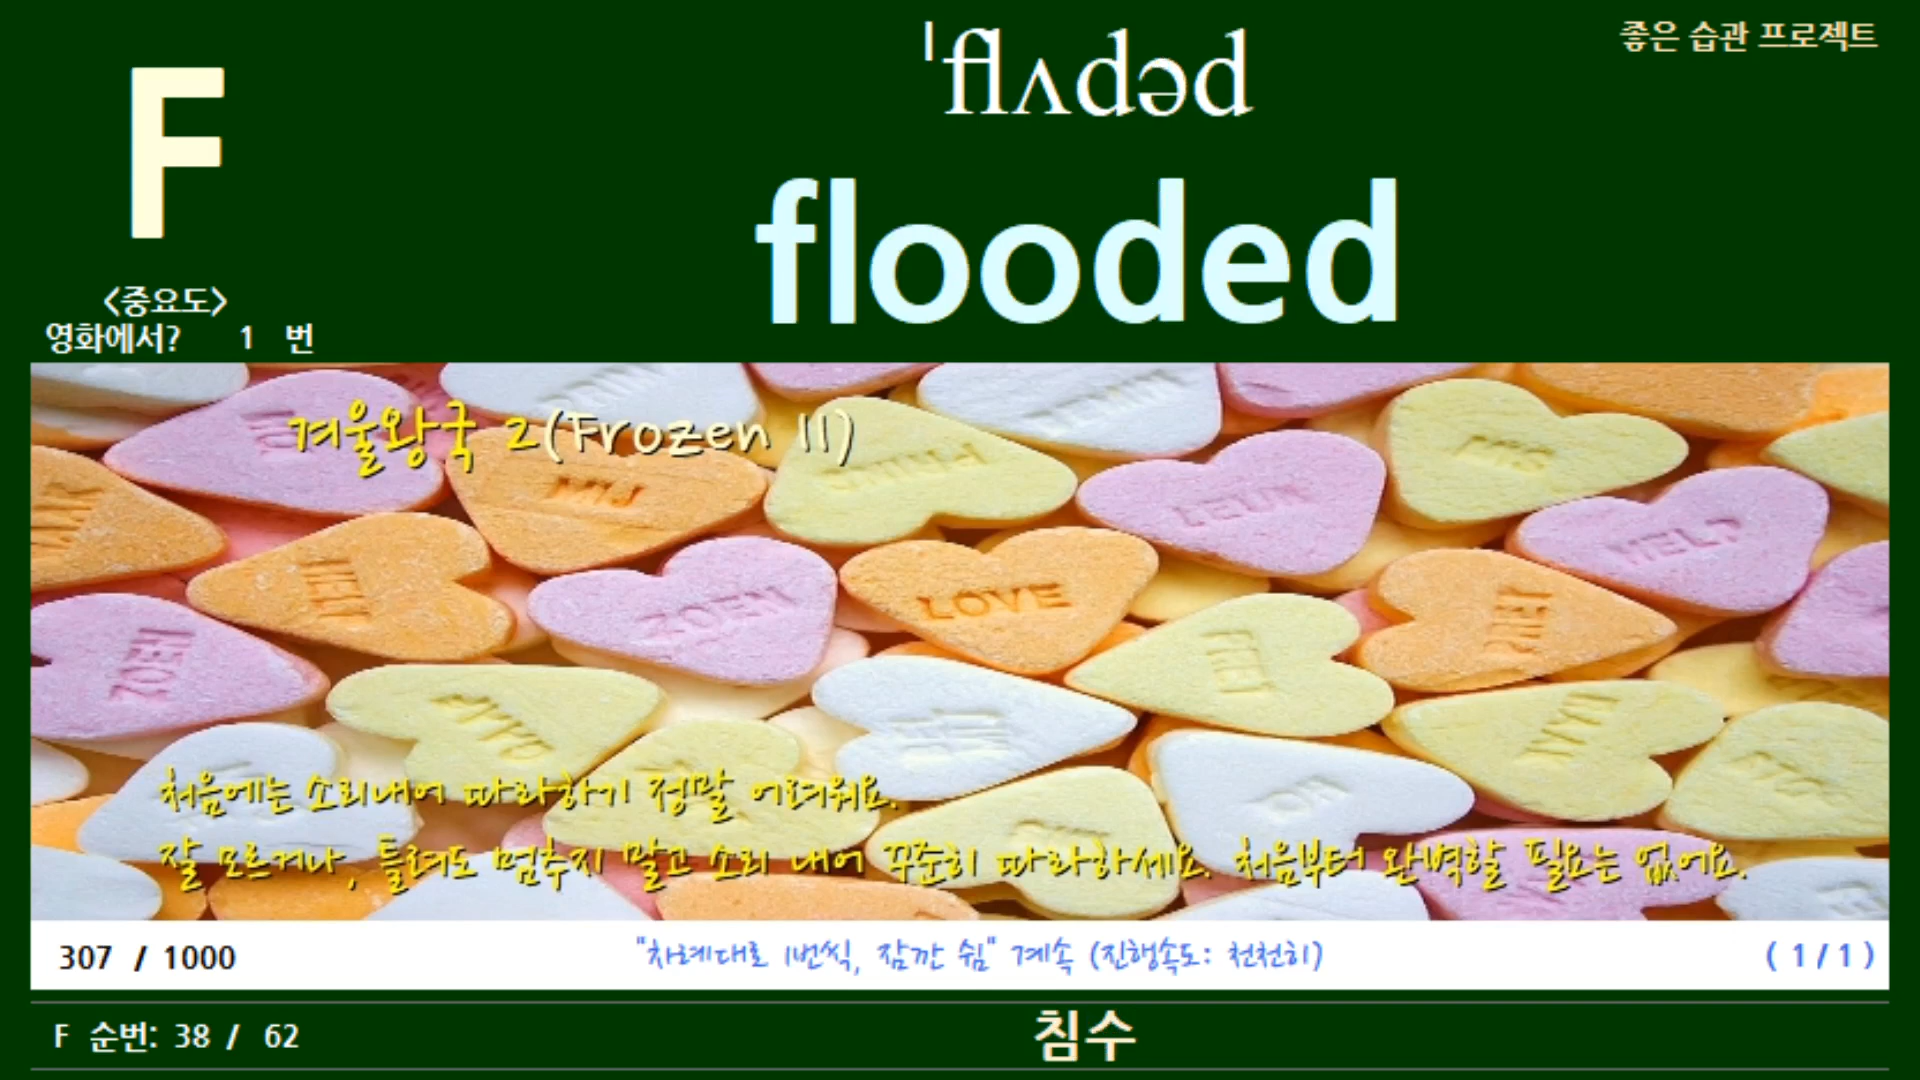 좋은 습관 프로젝트
F
ˈflʌdəd
flooded
<중요도>
영화에서? 1 번
겨울왕국 2(Frozen II)
MIJ
LEUK
MIS
HELP
ZOEN
LOVE
처음에는 소리내어 따라하기 정말 어려워요.
잘 모르거나, 틀려도 멈추지 말고 소리 내어 꾸준히 따라하세요. 처음부터 완벽할 필요는 없어요.
307 / 1000
"차례대로 1번씩, 잠깐 쉼" 계속 (진행속도: 천천히)
( 1 / 1 )
F 순번: 38 / 62
침수